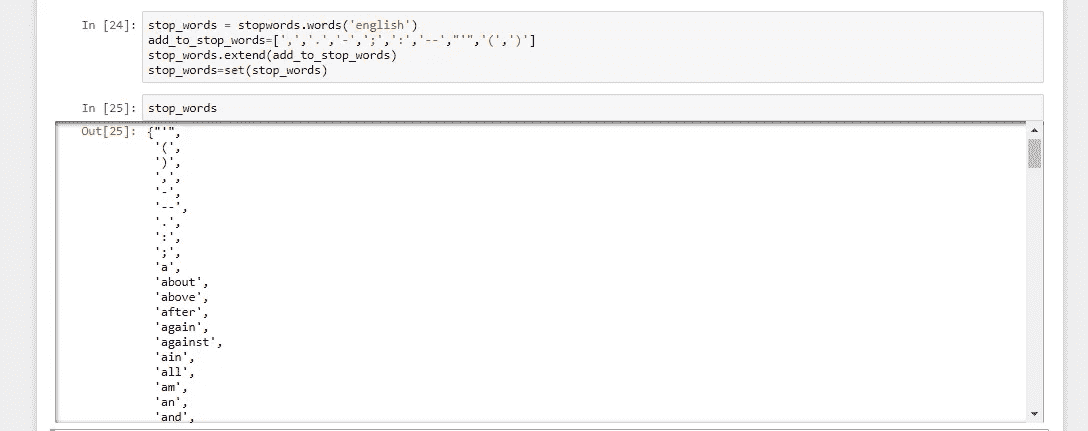 In [24]: stop_words = stopwords.words('english')
add_to_stop_words=[',','.','-',';',':','--',"'",'(',')']
stop_words.extend(add_to_stop_words)
stop_words=set(stop_words)
In [25]: stop_words
Out[25]: {"'",
'(',
')',
',',
'-',
'--',
'.',
':',
';',
'a',
'about',
'above',
'after',
'again',
'against',
'ain',
'all',
'am',
'an',
'and',